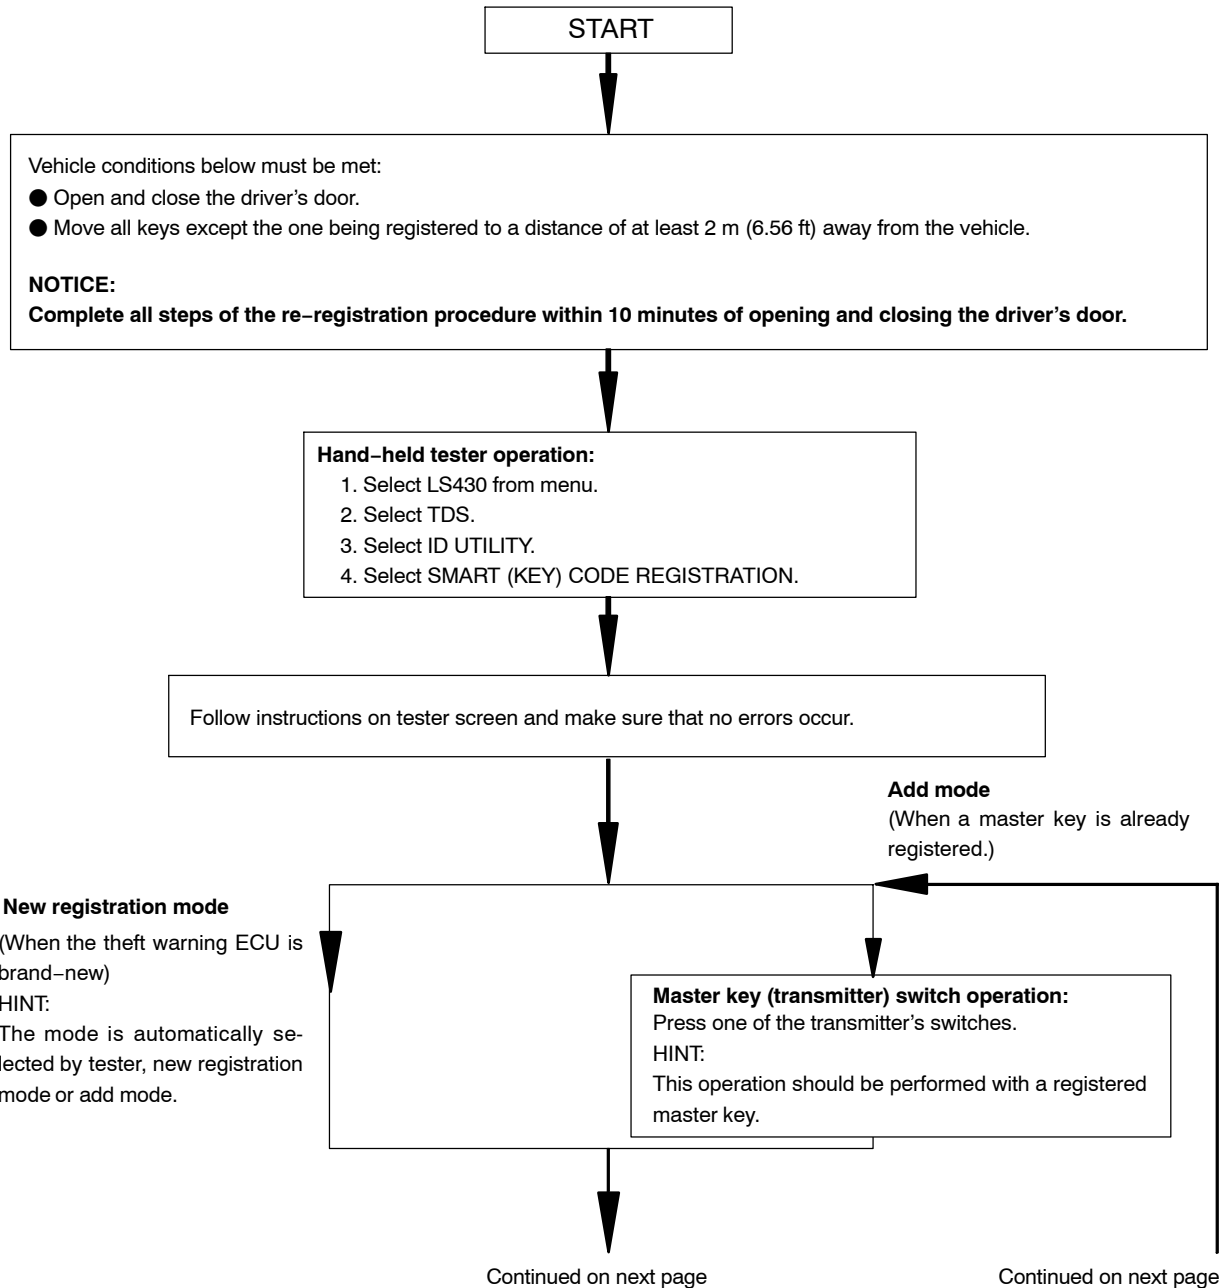 START
Vehicle conditions below must be met:
● Open and close the driver's door.
● Move all keys except the one being registered to a distance of at least 2 m (6.56 ft) away from the vehicle.
NOTICE:
Complete all steps of the re−registration procedure within 10 minutes of opening and closing the driver's door.
Hand−held tester operation:
1. Select LS430 from menu.
2. Select TDS.
3. Select ID UTILITY.
4. Select SMART (KEY) CODE REGISTRATION.
Follow instructions on tester screen and make sure that no errors occur.
Add mode
(When a master key is already
registered.)
New registration mode
(When the theft warning ECU is
brand−new)
HINT:
The mode is automatically se-
lected by tester, new registration
mode or add mode.
Master key (transmitter) switch operation:
Press one of the transmitter's switches.
HINT:
This operation should be performed with a registered
master key.
Continued on next page
Continued on next page